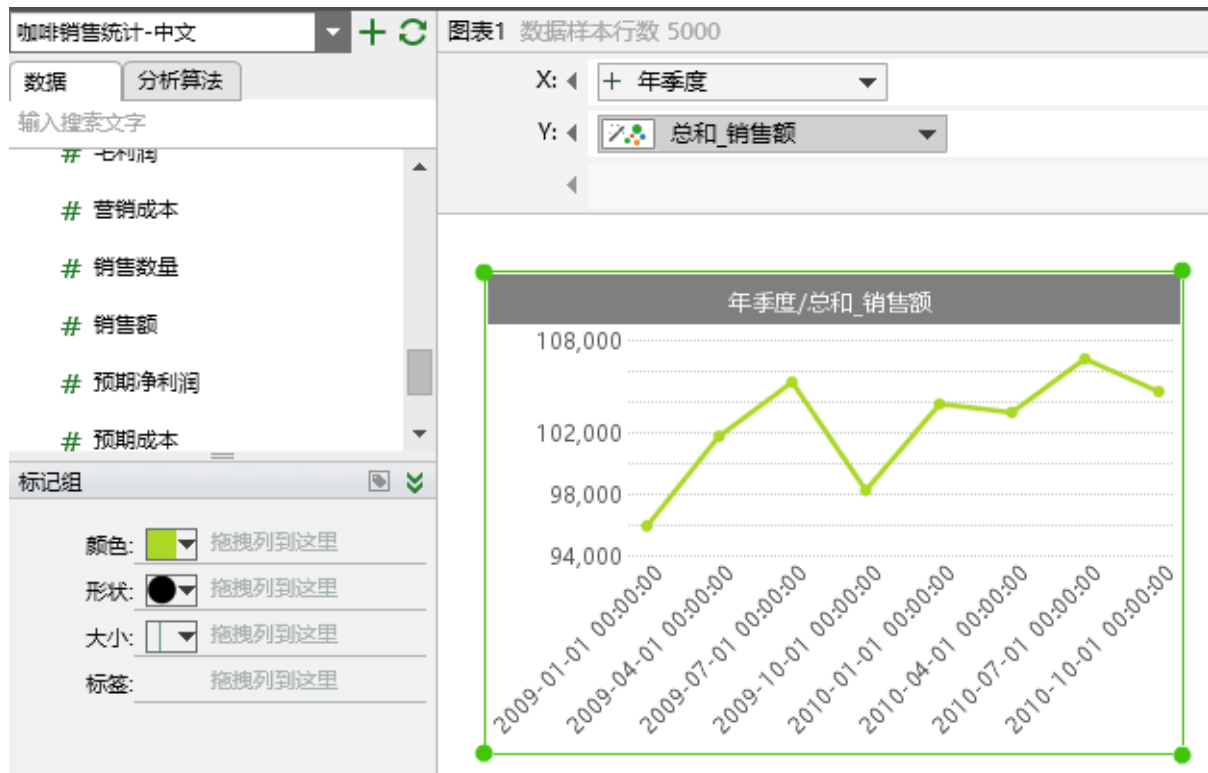 咖啡销售统计-中文
数据
分析算法
输入搜索文字
# 毛利润
# 营销成本
# 销售数量
# 销售额
# 预期净利润
# 预期成本
标记组
颜色: 拖拽列到这里
形状: 拖拽列到这里
大小: 拖拽列到这里
标签: 拖拽列到这里
图表1 数据样本行数 5000
X: + 年季度
Y: 总和_销售额
年季度/总和_销售额
108,000
102,000
98,000
94,000
2009-01-01 00:00:00
2009-04-01 00:00:00
2009-07-01 00:00:00
2009-10-01 00:00:00
2010-01-01 00:00:00
2010-04-01 00:00:00
2010-07-01 00:00:00
2010-10-01 00:00:00